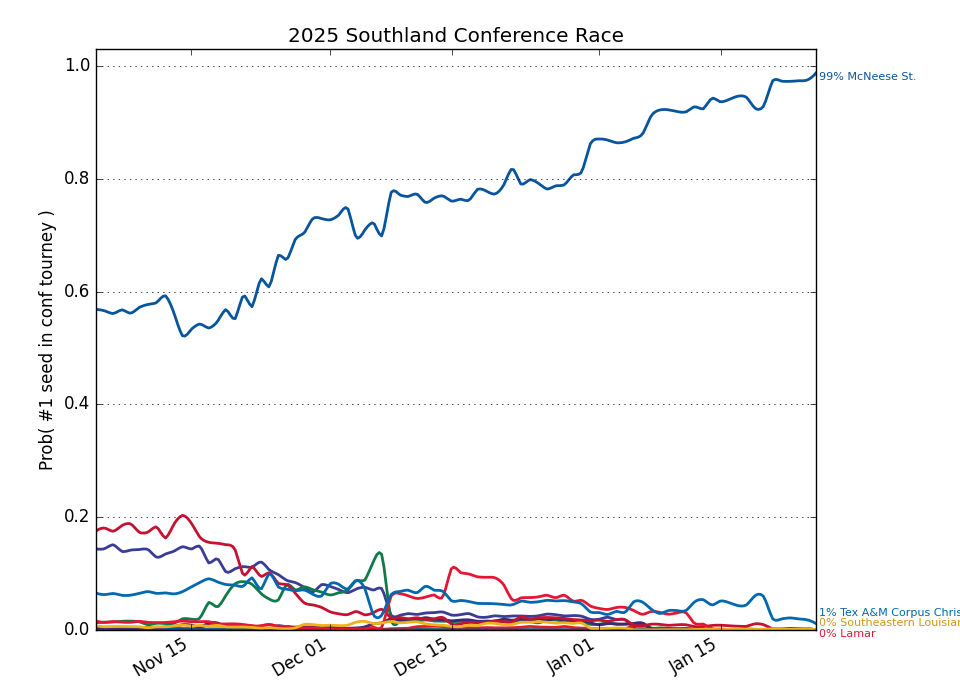 2025 Southland Conference Race
Prob( #1 seed in conf tourney )
1.0
0.8
0.6
0.4
0.2
0.0
Nov 15
Dec 01
Dec 15
Jan 01
Jan 15
99% McNeese St.
1% Tex A&M Corpus Chris
0% Southeastern Louisian
0% Lamar